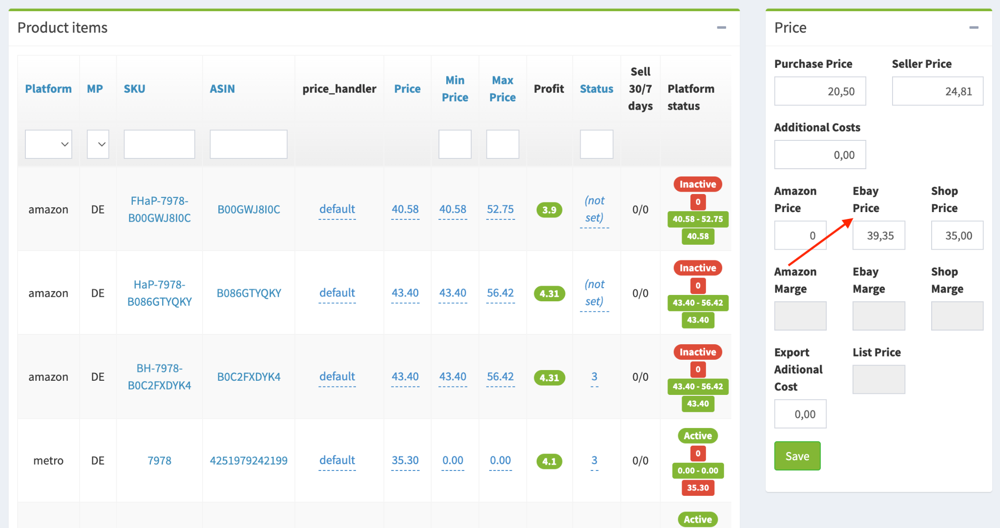 Product items
Platform
MP
SKU
ASIN
price_handler
Price
Min
Price
Max
Price
Profit
Status
Sell
30/7
days
Platform
status
amazon
DE
FHaP-7978-
B00GWJ8I0C
B00GWJ8I0C
default
40.58
40.58
52.75
3.9
(not
set)
0/0
Inactive
0
40.58 - 52.75
40.58
amazon
DE
HaP-7978-
B086GTYQKY
B086GTYQKY
default
43.40
43.40
56.42
4.31
(not
set)
0/0
Inactive
0
43.40 - 56.42
43.40
amazon
DE
BH-7978-
B0C2FXDYK4
B0C2FXDYK4
default
43.40
43.40
56.42
4.31
3
0/0
Inactive
0
43.40 - 56.42
43.40
metro
DE
7978
4251979242199
default
35.30
0.00
0.00
4.1
3
0/0
Active
0
0.00 - 0.00
35.30
Active
Price
Purchase Price
Seller Price
20,50
24,81
Additional Costs
0,00
Amazon
Price
Ebay
Price
Shop
Price
0
39,35
35,00
Amazon
Marge
Ebay
Marge
Shop
Marge
Export
Aditional
Cost
List Price
0,00
Save